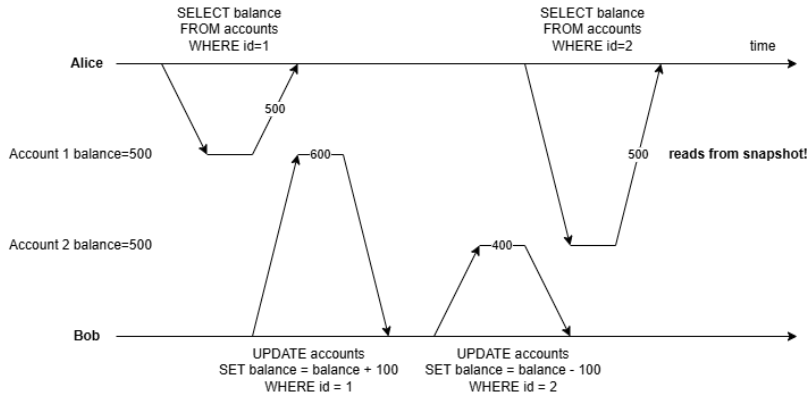 SELECT balance
FROM accounts
WHERE id=1
SELECT balance
FROM accounts
WHERE id=2
time
Alice
500
Account 1 balance=500
600
500
reads from snapshot!
Account 2 balance=500
400
Bob
UPDATE accounts
SET balance = balance + 100
WHERE id = 1
UPDATE accounts
SET balance = balance - 100
WHERE id = 2